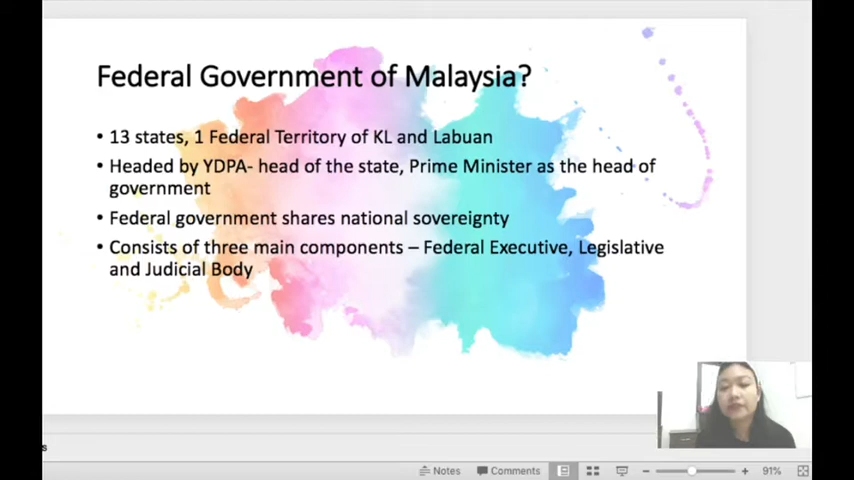 Federal Government of Malaysia?
• 13 states, 1 Federal Territory of KL and Labuan
• Headed by YDPA- head of the state, Prime Minister as the head of
government
• Federal government shares national sovereignty
• Consists of three main components – Federal Executive, Legislative
and Judicial Body
s
Notes Comments 91%